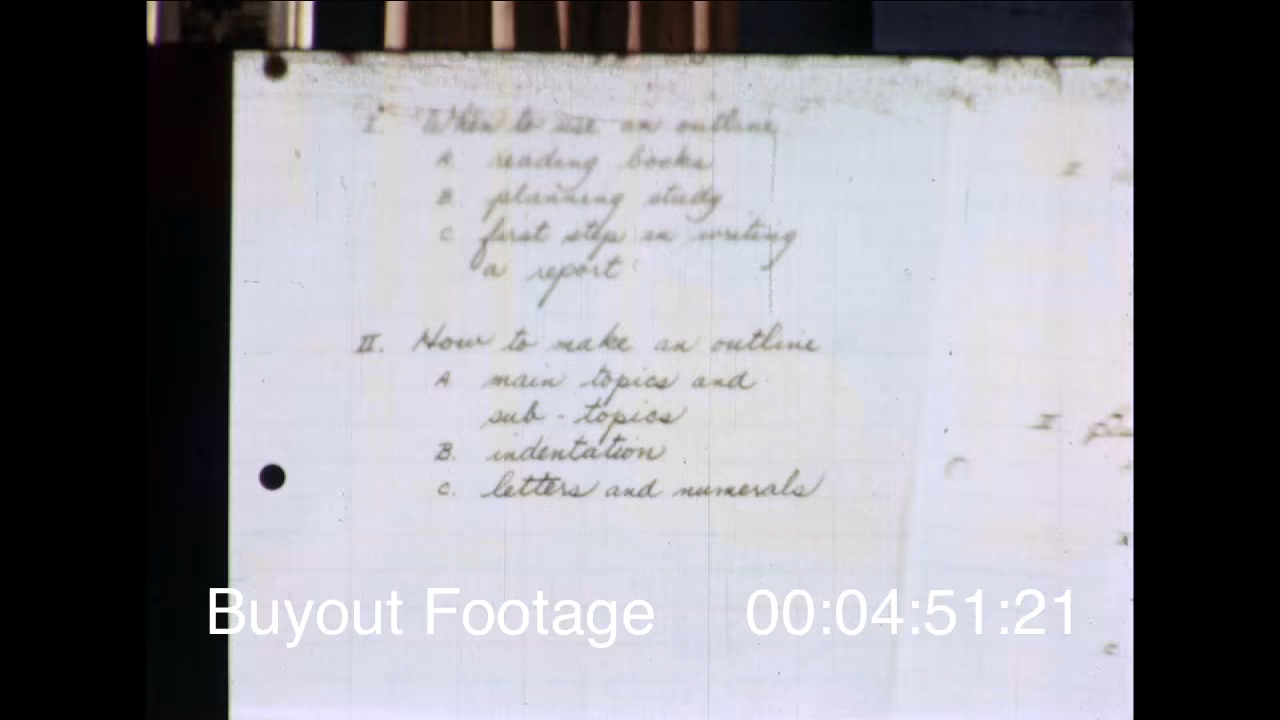 I. When to use an outline
A. reading books
B. planning study
C. first step in writing
a report
II. How to make an outline
A. main topics and
sub-topics
B. indentation
C. letters and numerals
I
I
c
Buyout Footage 00:04:51:21